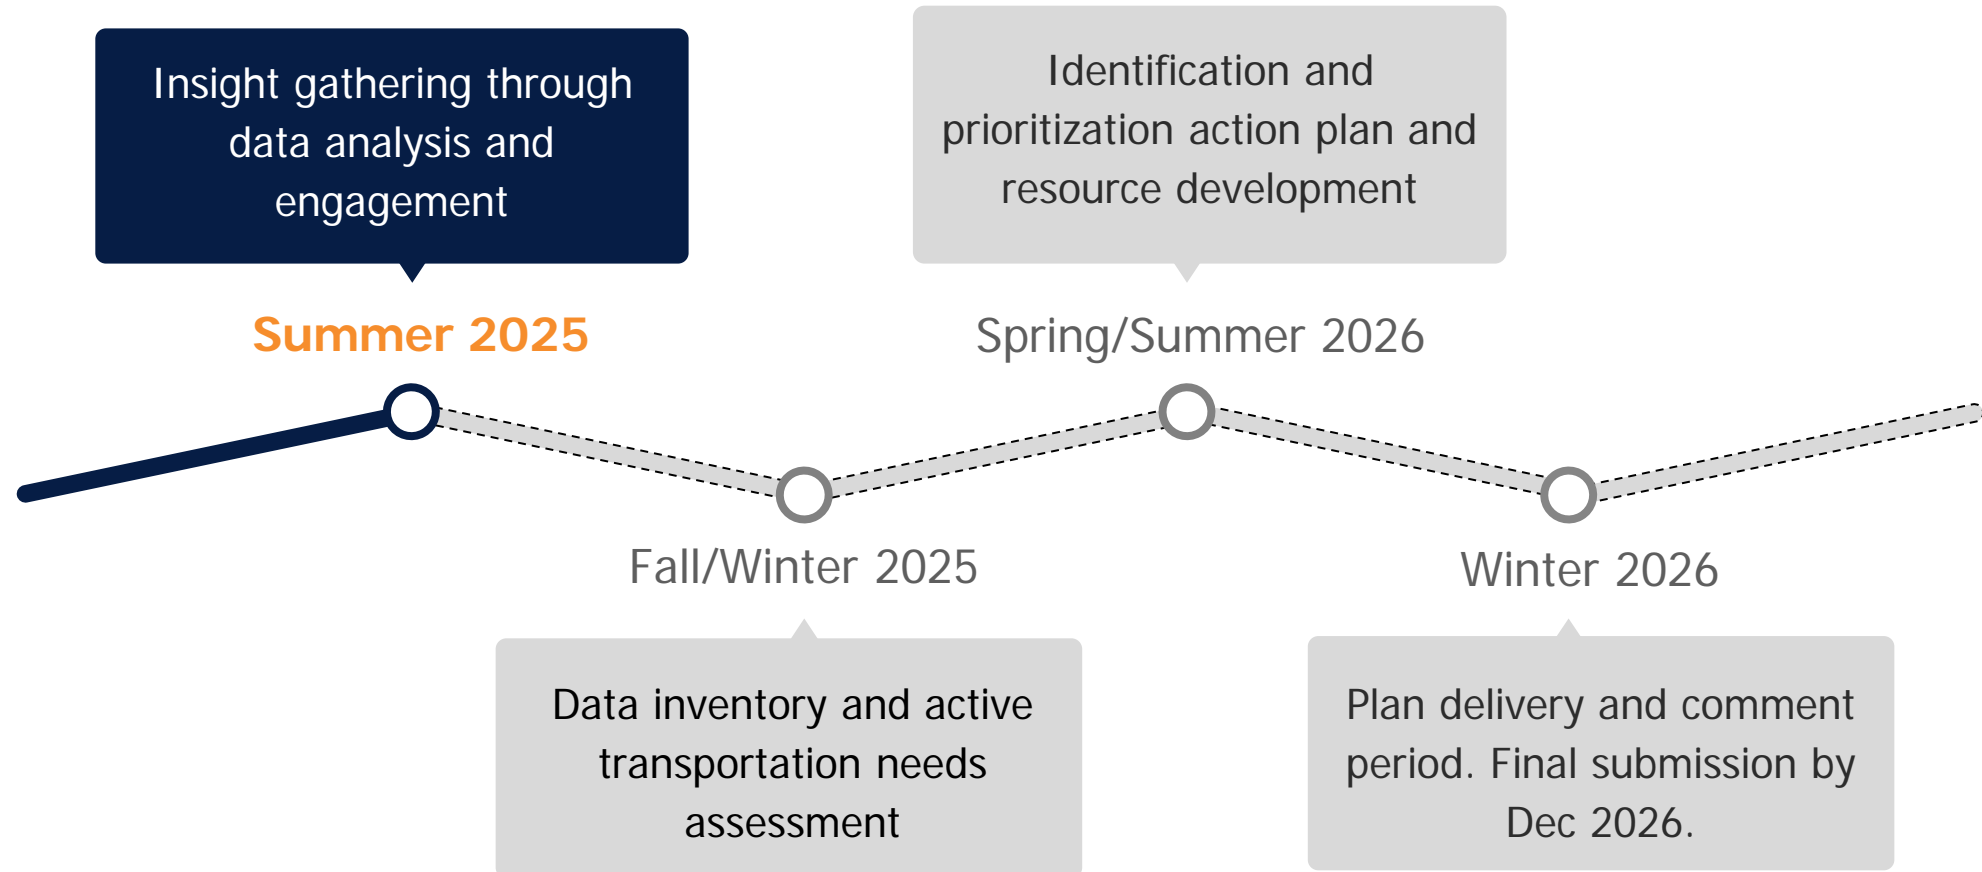 Insight gathering through
data analysis and
engagement
Summer 2025
Identification and
prioritization action plan and
resource development
Spring/Summer 2026
Fall/Winter 2025
Data inventory and active
transportation needs
assessment
Winter 2026
Plan delivery and comment
period. Final submission by
Dec 2026.